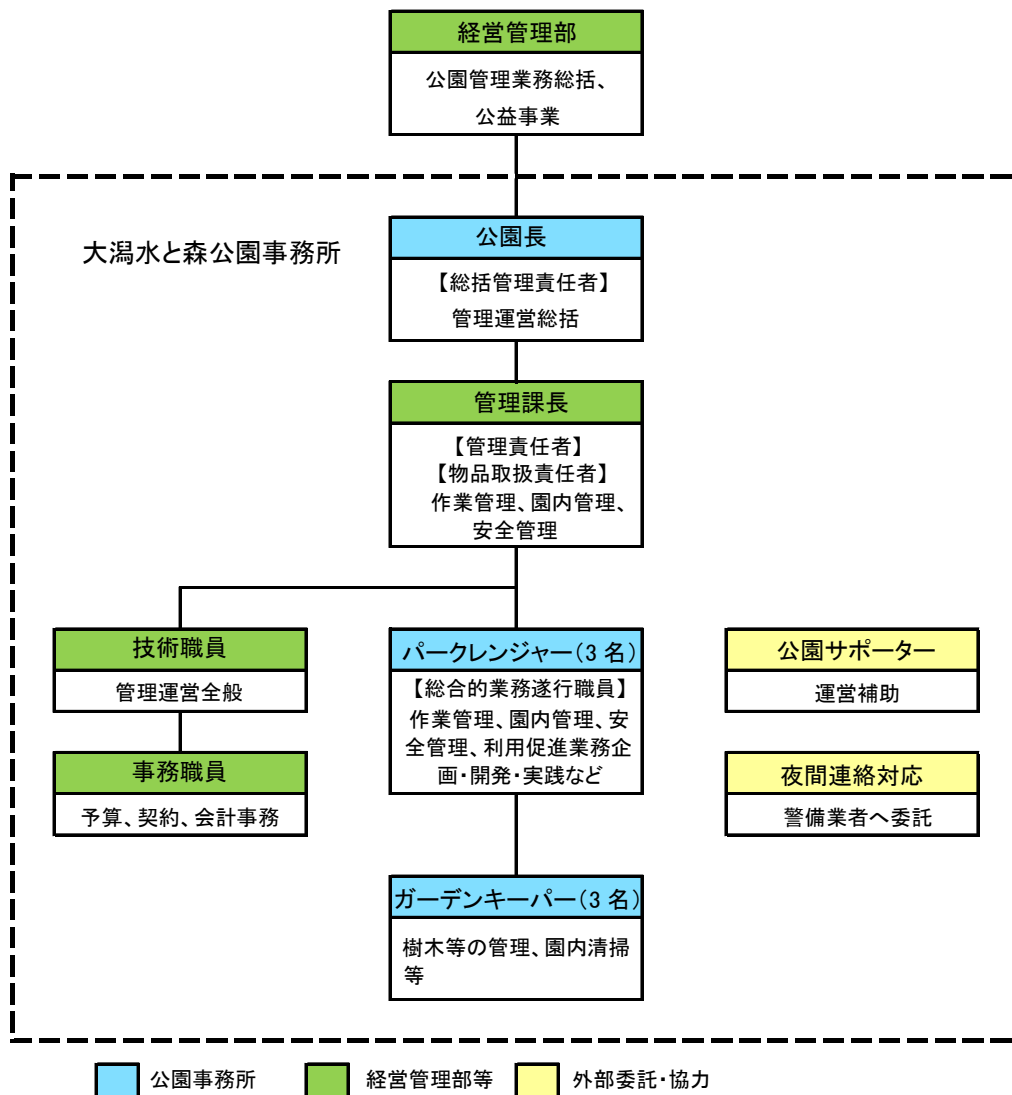 経営管理部
公園管理業務総括、
公益事業
大潟水と森公園事務所
公園長
【総括管理責任者】
管理運営総括
管理課長
【管理責任者】
【物品取扱責任者】
作業管理、園内管理、
安全管理
技術職員
管理運営全般
事務職員
予算、契約、会計事務
パークレンジャー(3名)
【総合的業務遂行職員】
作業管理、園内管理、安
全管理、利用促進業務企
画・開発・実践など
ガーデンキーパー(3名)
樹木等の管理、園内清掃
等
公園サポーター
運営補助
夜間連絡対応
警備業者へ委託
公園事務所
経営管理部等
外部委託・協力